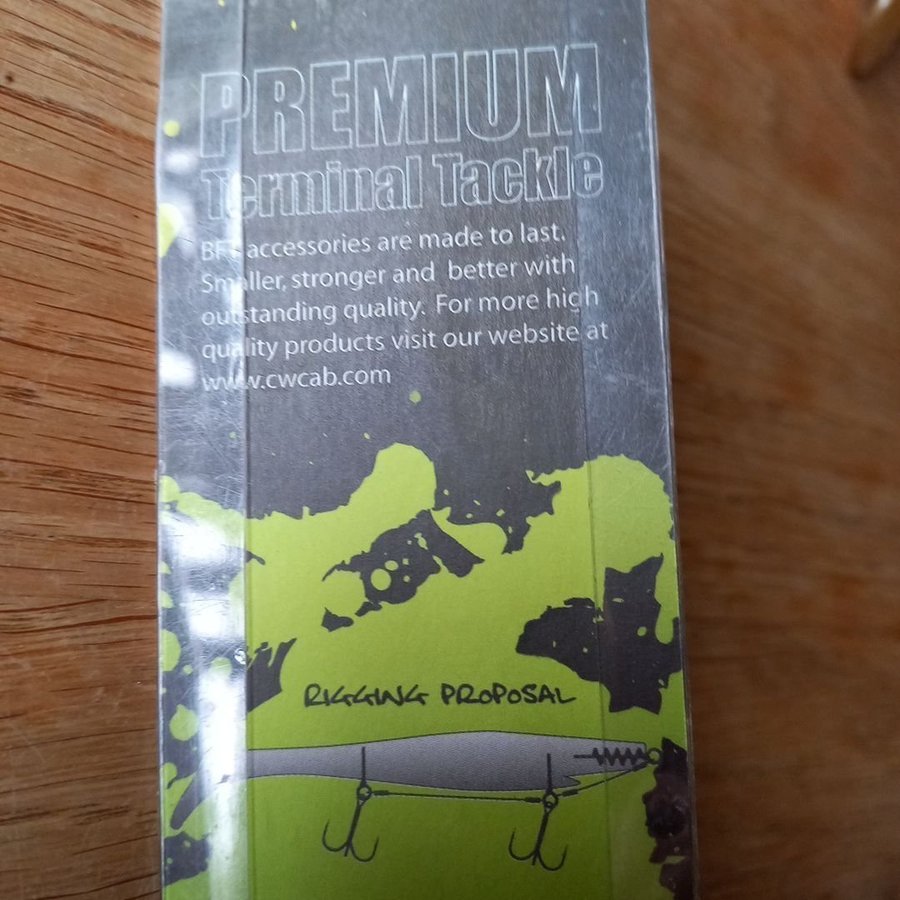 PREMIUM
Terminal Tackle
BFT accessories are made to last.
Smaller, stronger and better with
outstanding quality. For more high
quality products visit our website at
www.cwcab.com
RIGGING PROPOSAL